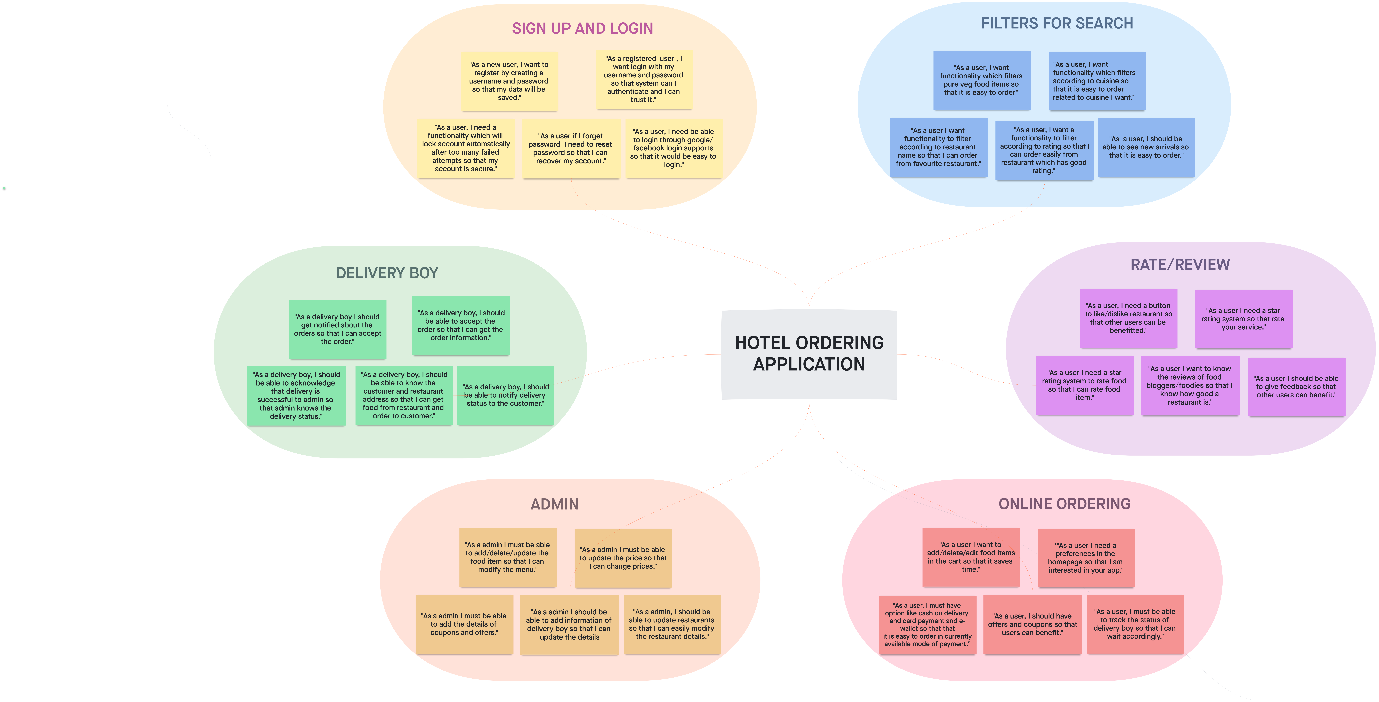 SIGN UP AND LOGIN
"As a new user, I want to
register by creating a
username and password
so that my data will be
saved."
"As a registered user , I
want login with my
username and password
so that system can I
authenticate and I can
trust it."
"As a user, I need a
functionality which will
lock account automatically
after too many failed
attempts so that my
account is secure."
"As a user if I forget
password, I need to reset
password so that I can
recover my account."
"As a user, I need be able
to login through google/
facebook login supports
so that it would be easy to
login."
FILTERS FOR SEARCH
"As a user, I want
functionality which filters
pure veg food items so
that it is easy to order"
As a user, I want
functionality which filters
according to cuisine so
that it is easy to order
related to cuisine I want."
"As a user I want
functionality to filter
according to restaurant
name so that I can order
from favourite restaurant."
"As a user, I want a
functionality to filter
according to rating so that I
can order easily from
restaurant which has good
rating."
As a user, I should be
able to see new arrivals so
that it is easy to order.
DELIVERY BOY
"As a delivery boy I should
get notified about the
orders so that I can accept
the order."
"As a delivery boy, I should
be able to accept the
order so that I can get the
order information."
"As a delivery boy, I should
be able to acknowledge
that delivery is
successful to admin so
that admin knows the
delivery status."
"As a delivery boy, I should
be able to know the
customer and restaurant
address so that I can get
food from restaurant and
order to customer."
"As a delivery boy, I should
be able to notify delivery
status to the customer."
HOTEL ORDERING
APPLICATION
RATE/REVIEW
"As a user, I need a button
to like/dislike restaurant so
that other users can be
benefitted.
"As a user I need a star
rating system so that rate
your service."
"As a user I need a star
rating system to rate food
so that I can rate food
item."
"As a user I want to know
the reviews of food
bloggers/foodies so that I
know how good a
restaurant is."
"As a user I should be able
to give feedback so that
other users can benefit."
ADMIN
"As a admin I must be able
to add/delete/update the
food item so that I can
modify the menu."
"As a admin I must be able
to update the price so that
I can change prices."
"As a admin I must be able
to add the details of
coupons and offers."
"As a admin I should be
able to add information of
delivery boy so that I can
update the details
"As a admin, I should be
able to update restaurants
so that I can easily modify
the restaurant details."
ONLINE ORDERING
"As a user I want to
add/delete/edit food items
in the cart so that it saves
time."
""As a user I need a
preferences in the
homepage so that I am
interested in your app."
"As a user, I must have
option like cash on delivery
and card payment and e-
wallet so that that
it is easy to order in currently
available mode of payment."
"As a user, I should have
offers and coupons so that
users can benefit."
"As a user, I must be able
to track the status of
delivery boy so that I can
wait accordingly."